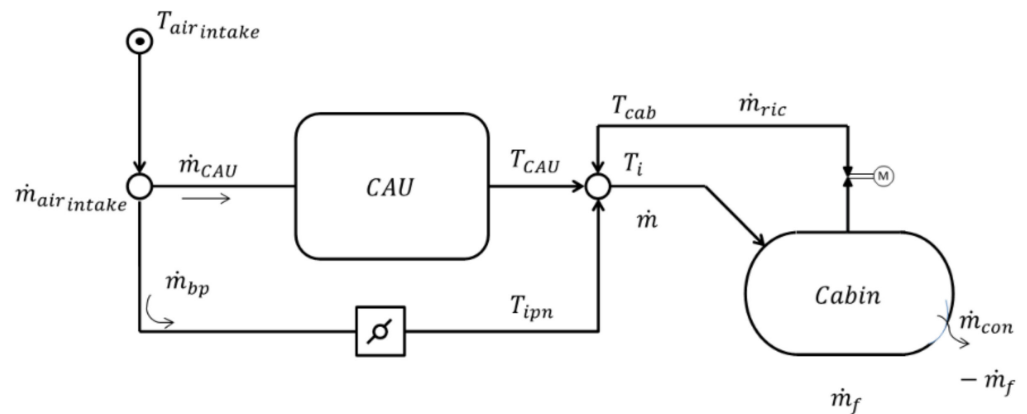 T_air intake
T_cab
ṁ_ric
ṁ_CAU
T_CAU
T_i
M
ṁ_air intake
CAU
ṁ
ṁ_bp
T_ipn
Cabin
ṁ_con
− ṁ_f
ṁ_f